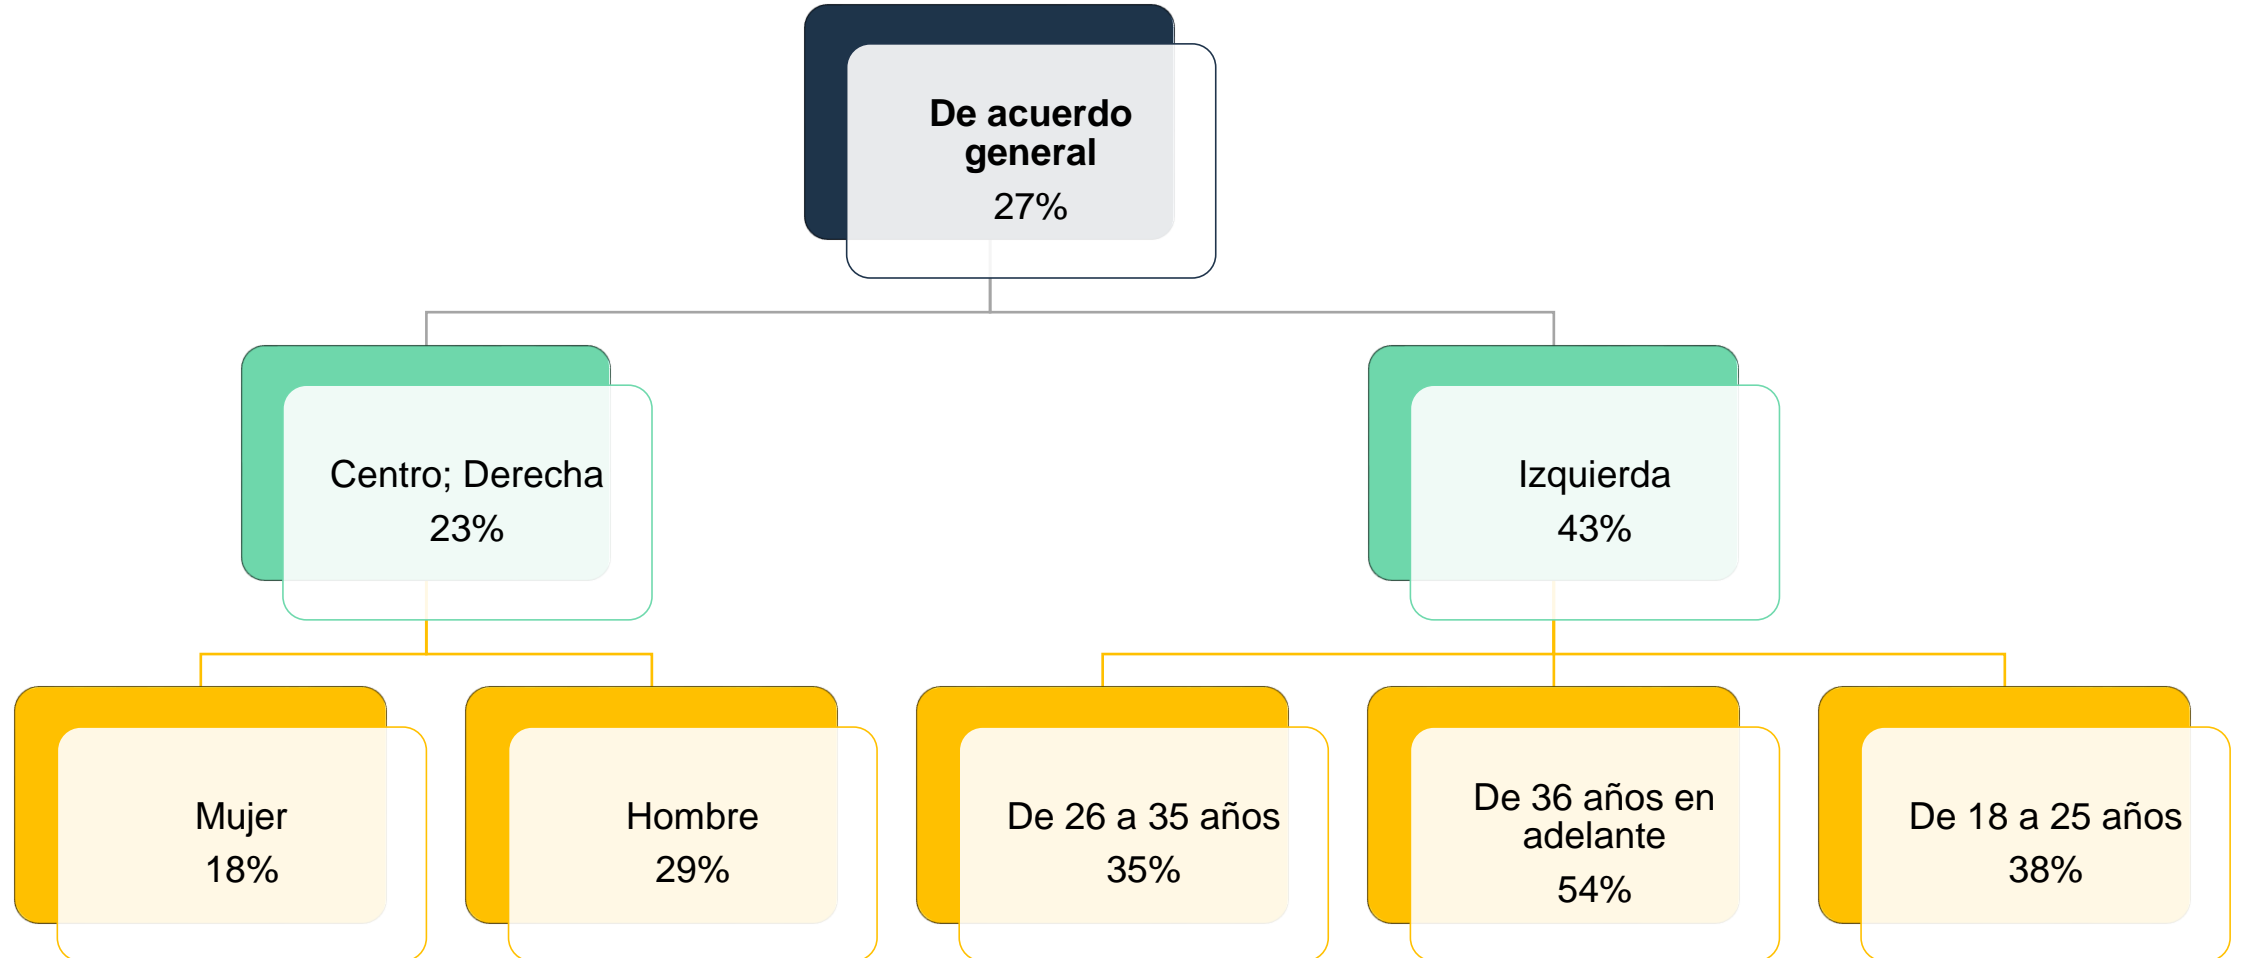 De acuerdo
general
27%
Centro; Derecha
23%
Izquierda
43%
Mujer
18%
Hombre
29%
De 26 a 35 años
35%
De 36 años en
adelante
54%
De 18 a 25 años
38%